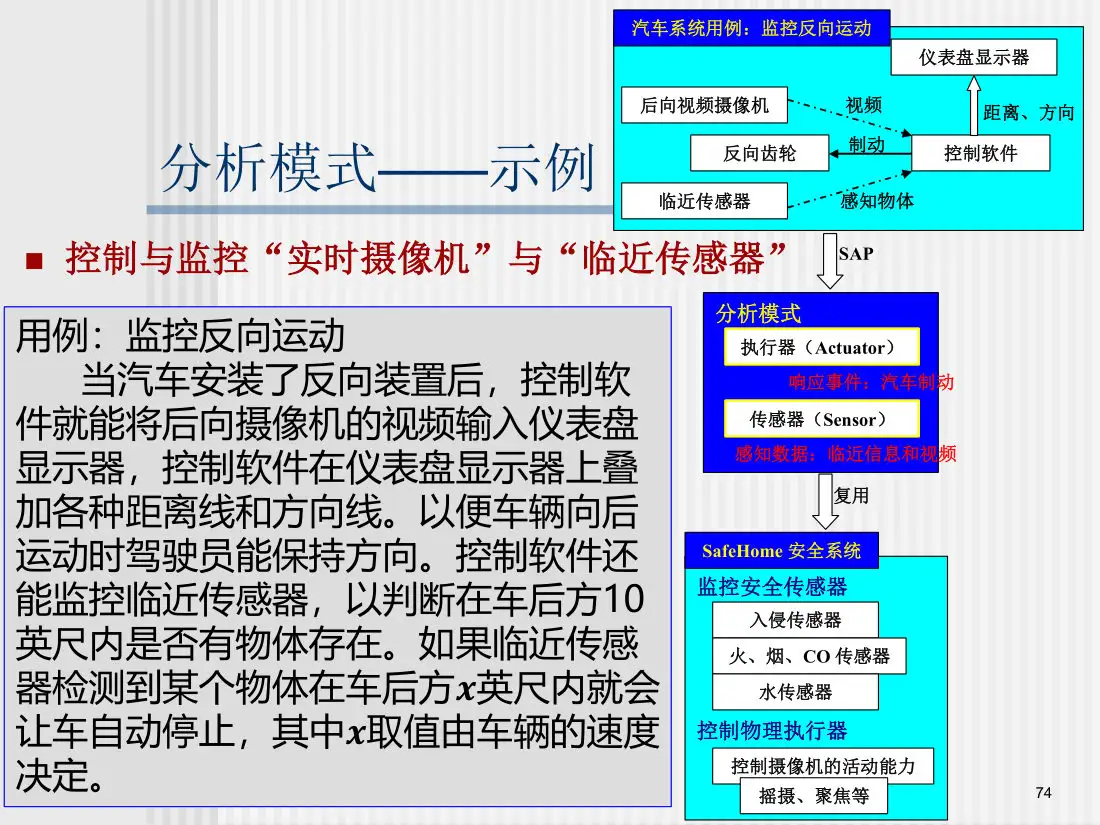 分析模式——示例
控制与监控“实时摄像机”与“临近传感器”
用例：监控反向运动
当汽车安装了反向装置后，控制软
件就能将后向摄像机的视频输入仪表盘
显示器，控制软件在仪表盘显示器上叠
加各种距离线和方向线。以便车辆向后
运动时驾驶员能保持方向。控制软件还
能监控临近传感器，以判断在车后方10
英尺内是否有物体存在。如果临近传感
器检测到某个物体在车后方x英尺内就会
让车自动停止，其中x取值由车辆的速度
决定。
汽车系统用例：监控反向运动
仪表盘显示器
后向视频摄像机
视频
距离、方向
反向齿轮
制动
控制软件
临近传感器
感知物体
SAP
分析模式
执行器（Actuator）
响应事件：汽车制动
传感器（Sensor）
感知数据：临近信息和视频
复用
SafeHome 安全系统
监控安全传感器
入侵传感器
火、烟、CO 传感器
水传感器
控制物理执行器
控制摄像机的活动能力
摇摄、聚焦等
74